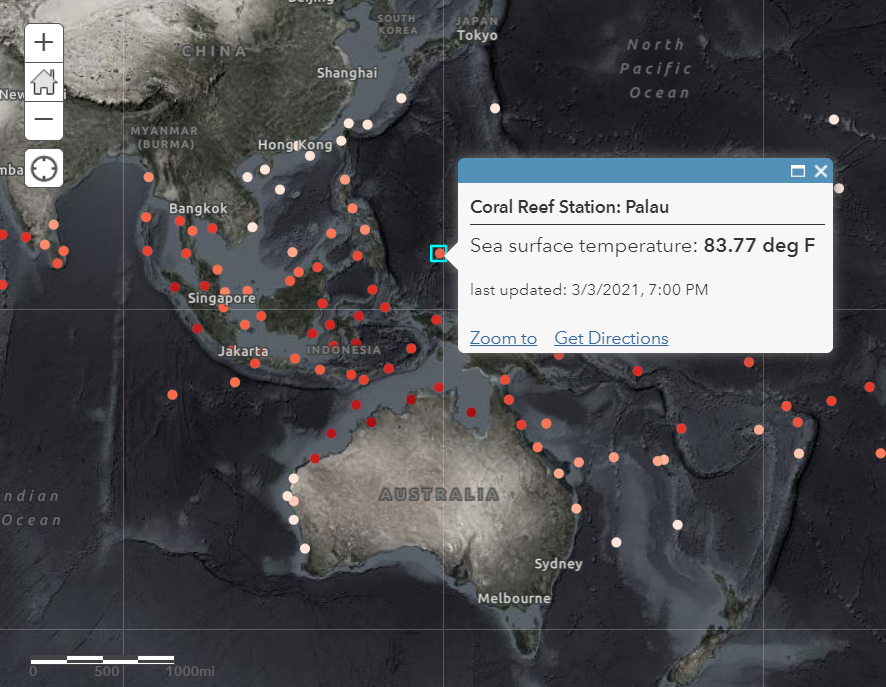 Beijing
SOUTH
KOREA
JAPAN
Tokyo
North
Pacific
Ocean
CHINA
Shanghai
New
MYANMAR
(BURMA)
Hong Kong
mba
Bangkok
Coral Reef Station: Palau
Sea surface temperature: 83.77 deg F
last updated: 3/3/2021, 7:00 PM
Zoom to Get Directions
Singapore
Jakarta
INDONESIA
ndian
Ocean
AUSTRALIA
Sydney
Melbourne
0 500 1000mi